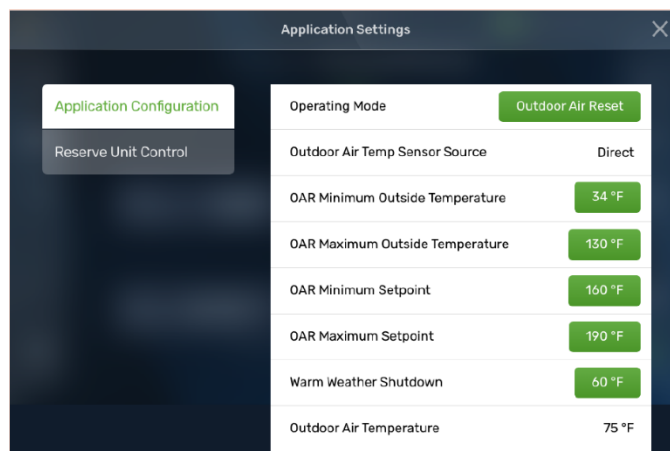 Application Settings
Application Configuration
Reserve Unit Control
Operating Mode Outdoor Air Reset
Outdoor Air Temp Sensor Source Direct
OAR Minimum Outside Temperature 34 °F
OAR Maximum Outside Temperature 130 °F
OAR Minimum Setpoint 160 °F
OAR Maximum Setpoint 190 °F
Warm Weather Shutdown 60 °F
Outdoor Air Temperature 75 °F